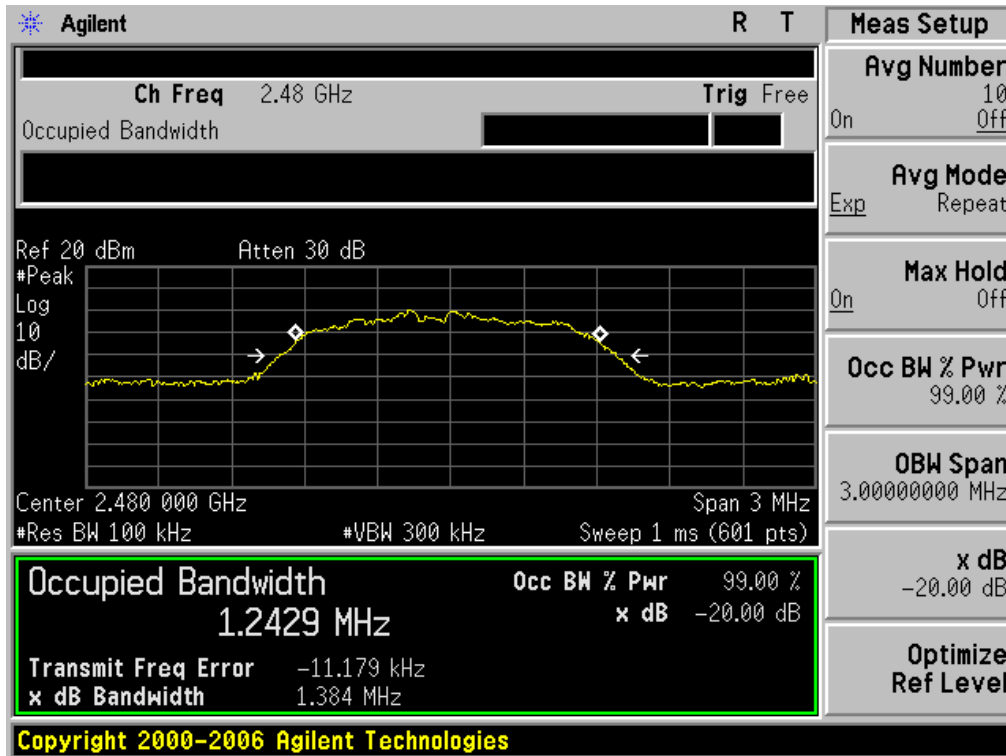 Agilent R T
Ch Freq 2.48 GHz Trig Free
Occupied Bandwidth
Ref 20 dBm Atten 30 dB
#Peak
Log
10
dB/
Center 2.480 000 GHz Span 3 MHz
#Res BW 100 kHz #VBW 300 kHz Sweep 1 ms (601 pts)
Occupied Bandwidth Occ BW % Pwr 99.00 %
1.2429 MHz x dB -20.00 dB
Transmit Freq Error -11.179 kHz
x dB Bandwidth 1.384 MHz
Copyright 2000-2006 Agilent Technologies
Meas Setup
Avg Number
10
On Off
Avg Mode
Exp Repeat
Max Hold
On Off
Occ BW % Pwr
99.00 %
OBW Span
3.00000000 MHz
x dB
-20.00 dB
Optimize
Ref Level